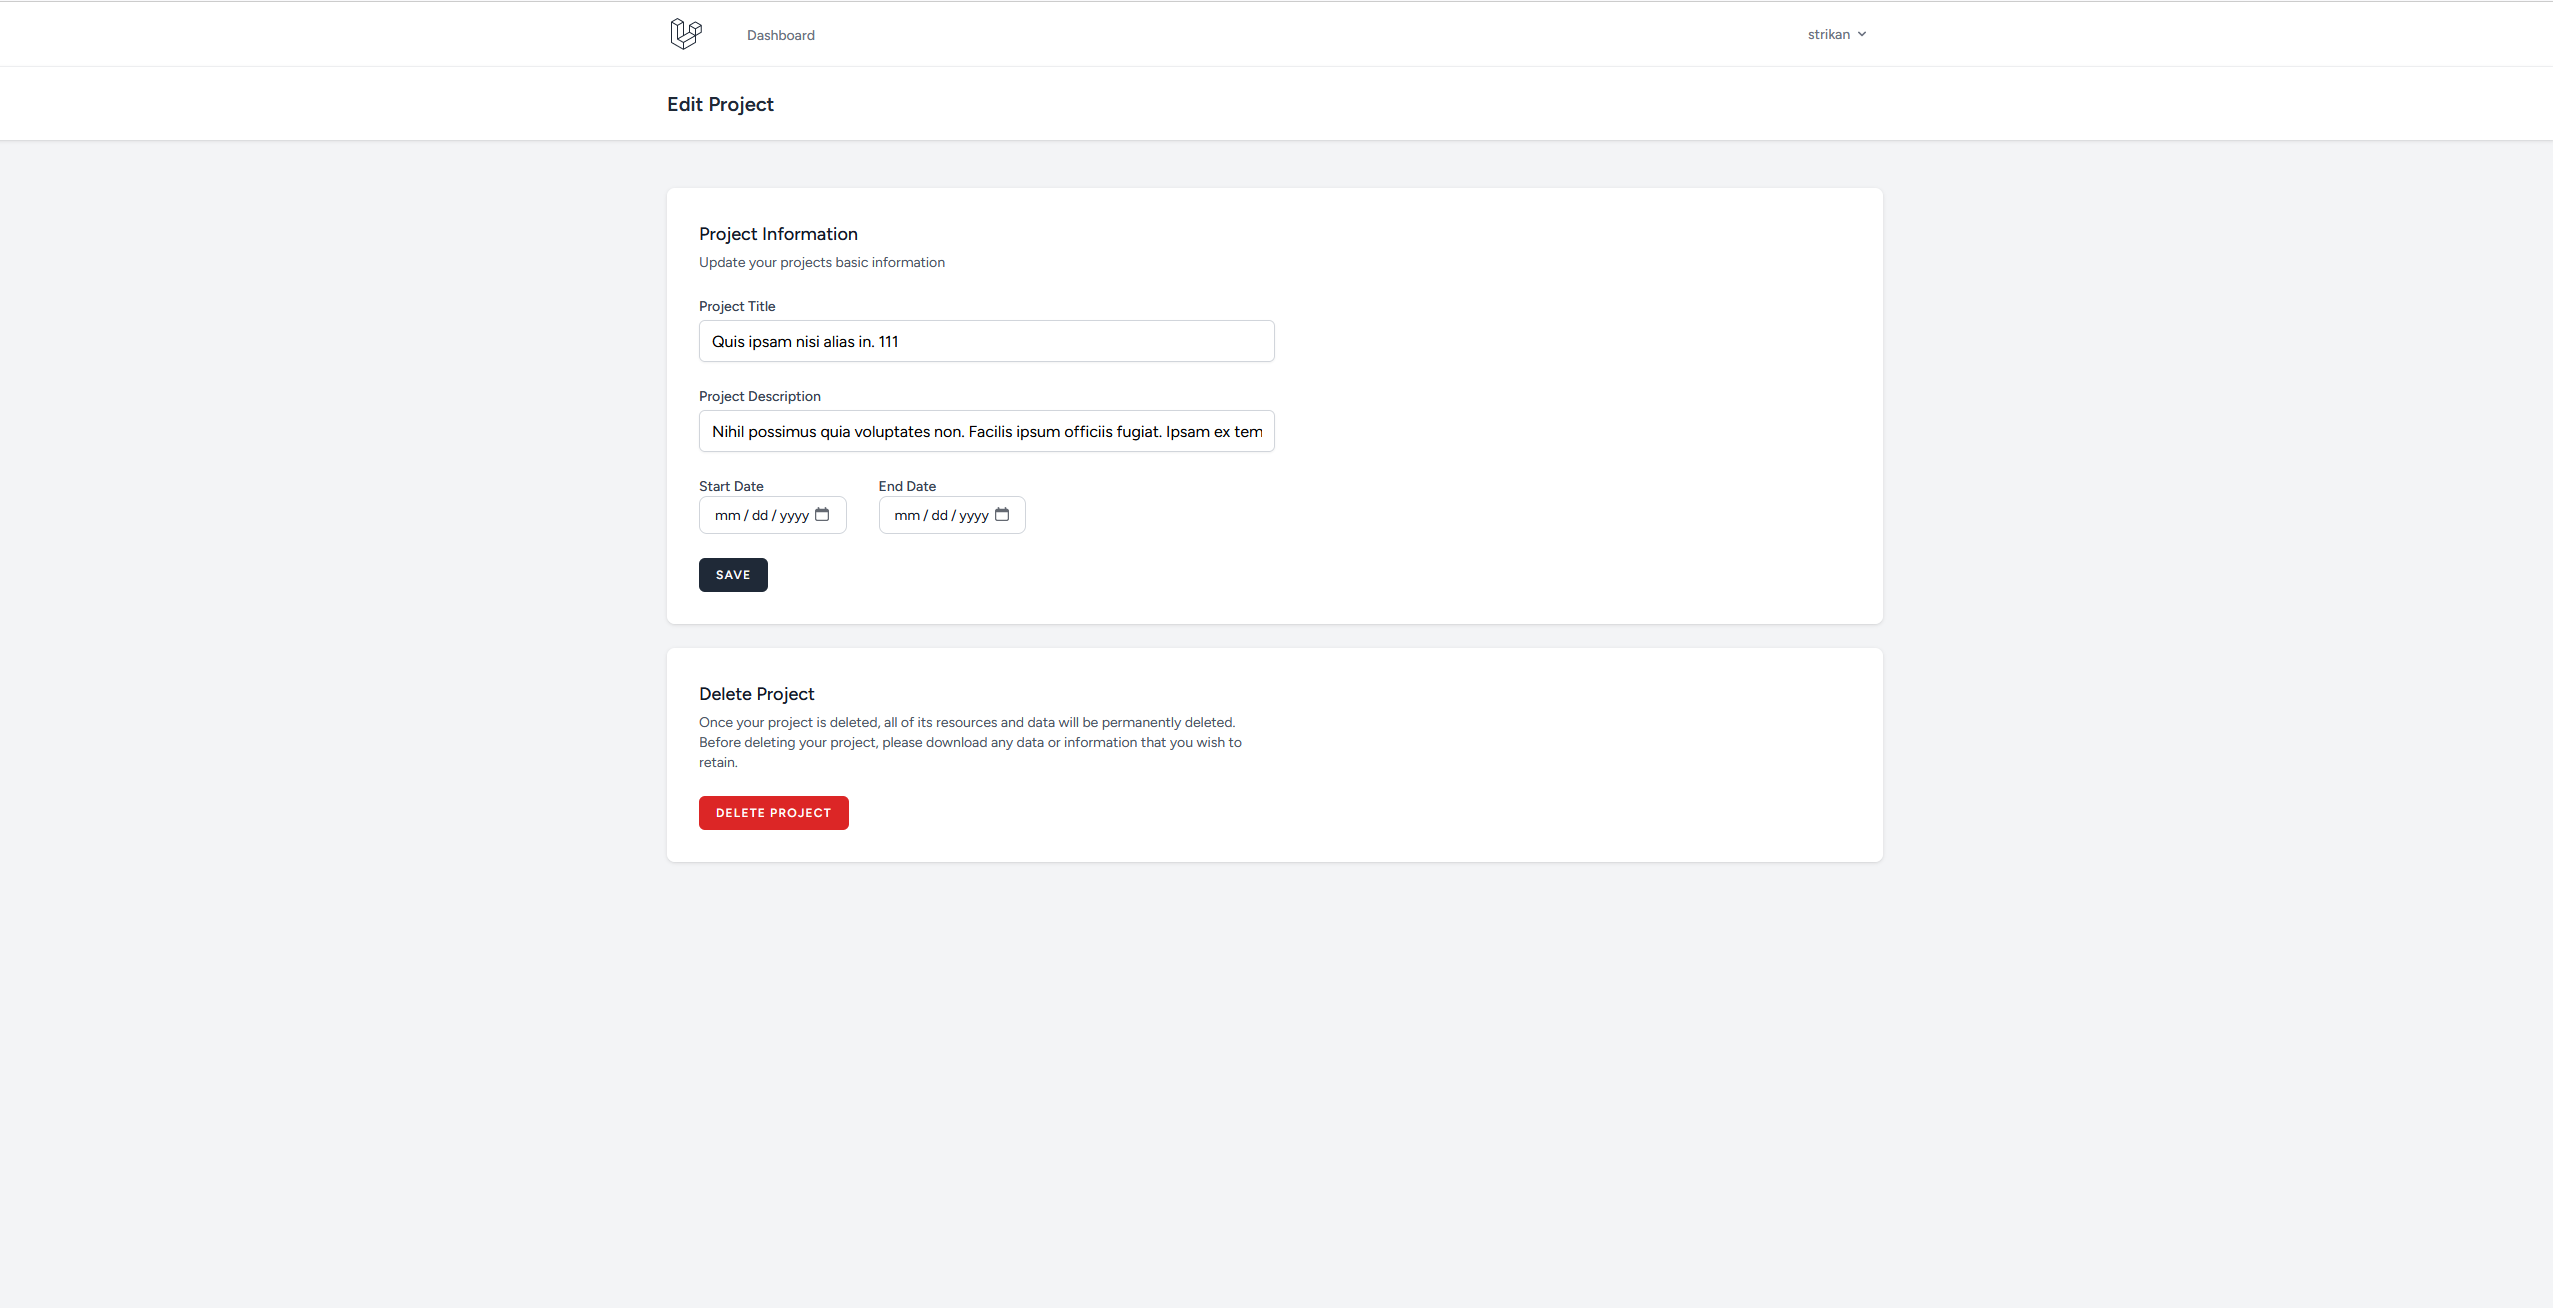 Dashboard
strikan
Edit Project
Project Information
Update your projects basic information
Project Title
Quis ipsam nisi alias in. 111
Project Description
Nihil possimus quia voluptates non. Facilis ipsum officiis fugiat. Ipsam ex tem
Start Date End Date
mm / dd / yyyy mm / dd / yyyy
SAVE
Delete Project
Once your project is deleted, all of its resources and data will be permanently deleted.
Before deleting your project, please download any data or information that you wish to
retain.
DELETE PROJECT